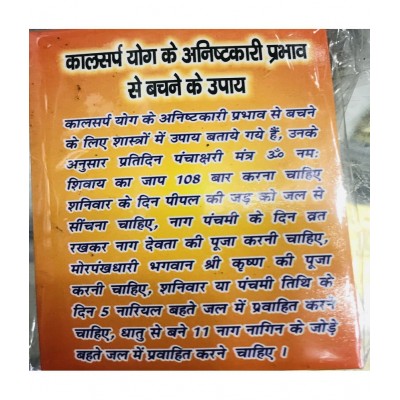 कालसर्प योग के अनिष्टकारी प्रभाव
से बचने के उपाय
कालसर्प योग के अनिष्टकारी प्रभाव से बचने
के लिए शास्त्रों में उपाय बताये गये हैं, उनके
अनुसार प्रतिदिन पंचाक्षरी मंत्र ॐ नमः
शिवाय का जाप 108 बार करना चाहिए
शनिवार के दिन पीपल की जड़ को जल से
सींचना चाहिए, नाग पंचमी के दिन व्रत
रखकर नाग देवता की पूजा करनी चाहिए,
मोरपंखधारी भगवान श्री कृष्ण की पूजा
करनी चाहिए, शनिवार या पंचमी तिथि के
दिन 5 नारियल बहते जल में प्रवाहित करने
चाहिए, धातु से बने 11 नाग नागिन के जोड़े
बहते जल में प्रवाहित करने चाहिए ।